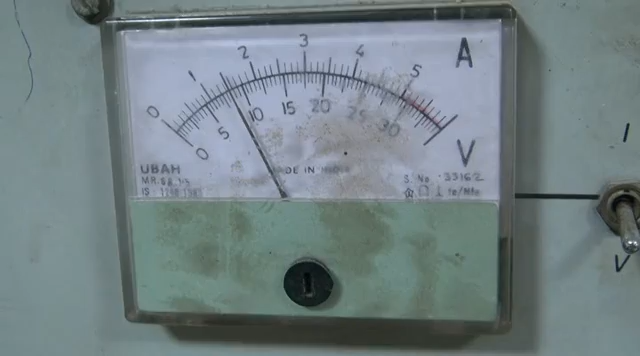 0 1 2 3 4 5 A
0 5 10 15 20 25 30 V
UBAH
MADE IN INDIA
S. No. 33162
I
V